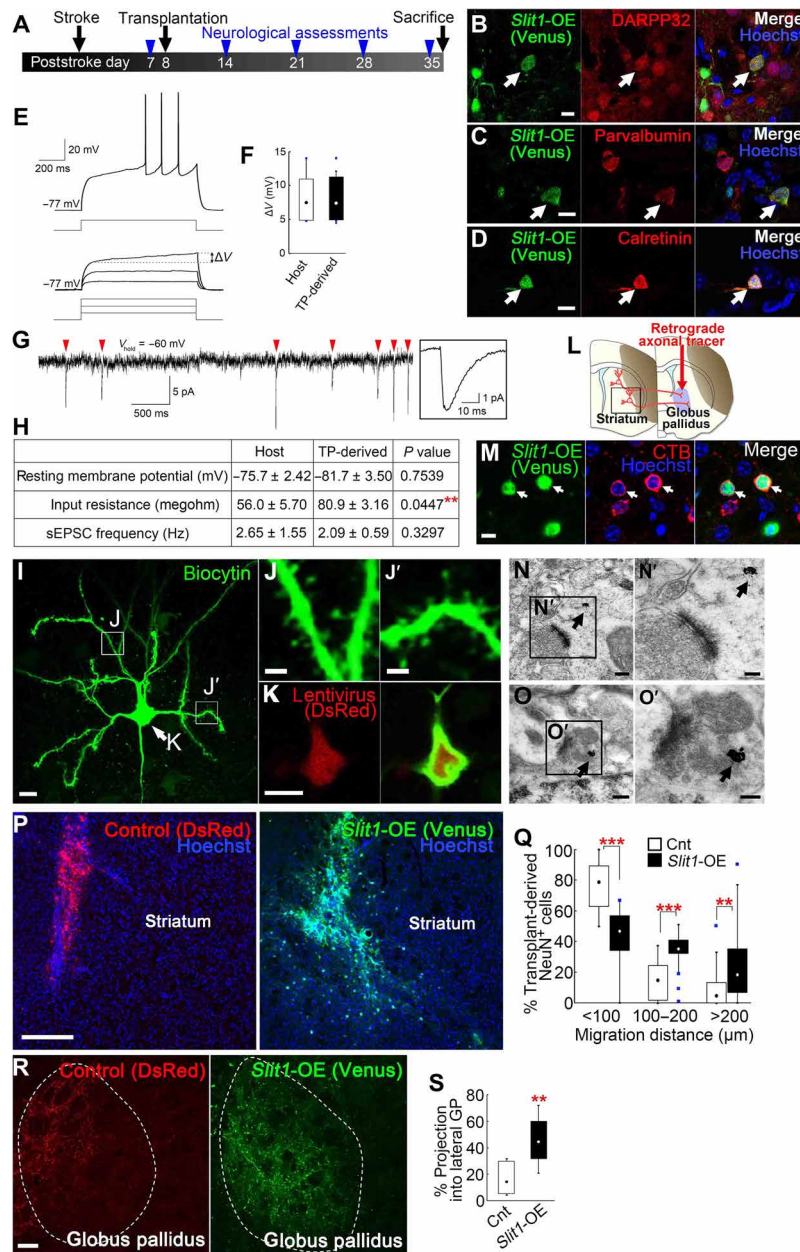 A
Stroke
Transplantation
Neurological assessments
Sacrifice
Poststroke day
7
8
14
21
28
35
B
Slit1-OE
(Venus)
DARPP32
Merge
Hoechst
C
Slit1-OE
(Venus)
Parvalbumin
Merge
Hoechst
D
Slit1-OE
(Venus)
Calretinin
Merge
Hoechst
E
20 mV
200 ms
−77 mV
ΔV
−77 mV
F
15
10
5
0
ΔV (mV)
Host
TP-derived
G
Vhold = −60 mV
5 pA
500 ms
1 pA
10 ms
H
Host TP-derived P value
Resting membrane potential (mV) −75.7 ± 2.42 −81.7 ± 3.50 0.7539
Input resistance (megohm) 56.0 ± 5.70 80.9 ± 3.16 0.0447**
sEPSC frequency (Hz) 2.65 ± 1.55 2.09 ± 0.59 0.3297
L
Retrograde
axonal tracer
Striatum
Globus
pallidus
M
Slit1-OE
(Venus)
CTB
Hoechst
Merge
I
Biocytin
J
J′
K
J
J′
K
Lentivirus
(DsRed)
N
N′
N′
O
O′
O′
P
Control (DsRed)
Hoechst
Striatum
Slit1-OE (Venus)
Hoechst
Striatum
Q
Cnt
Slit1-OE
% Transplant-derived
NeuN+ cells
100
80
60
40
20
0
***
***
**
<100
100–200
>200
Migration distance (μm)
R
Control (DsRed)
Globus pallidus
Slit1-OE (Venus)
Globus pallidus
S
% Projection
into lateral GP
80
60
40
20
0
**
Cnt
Slit1-OE